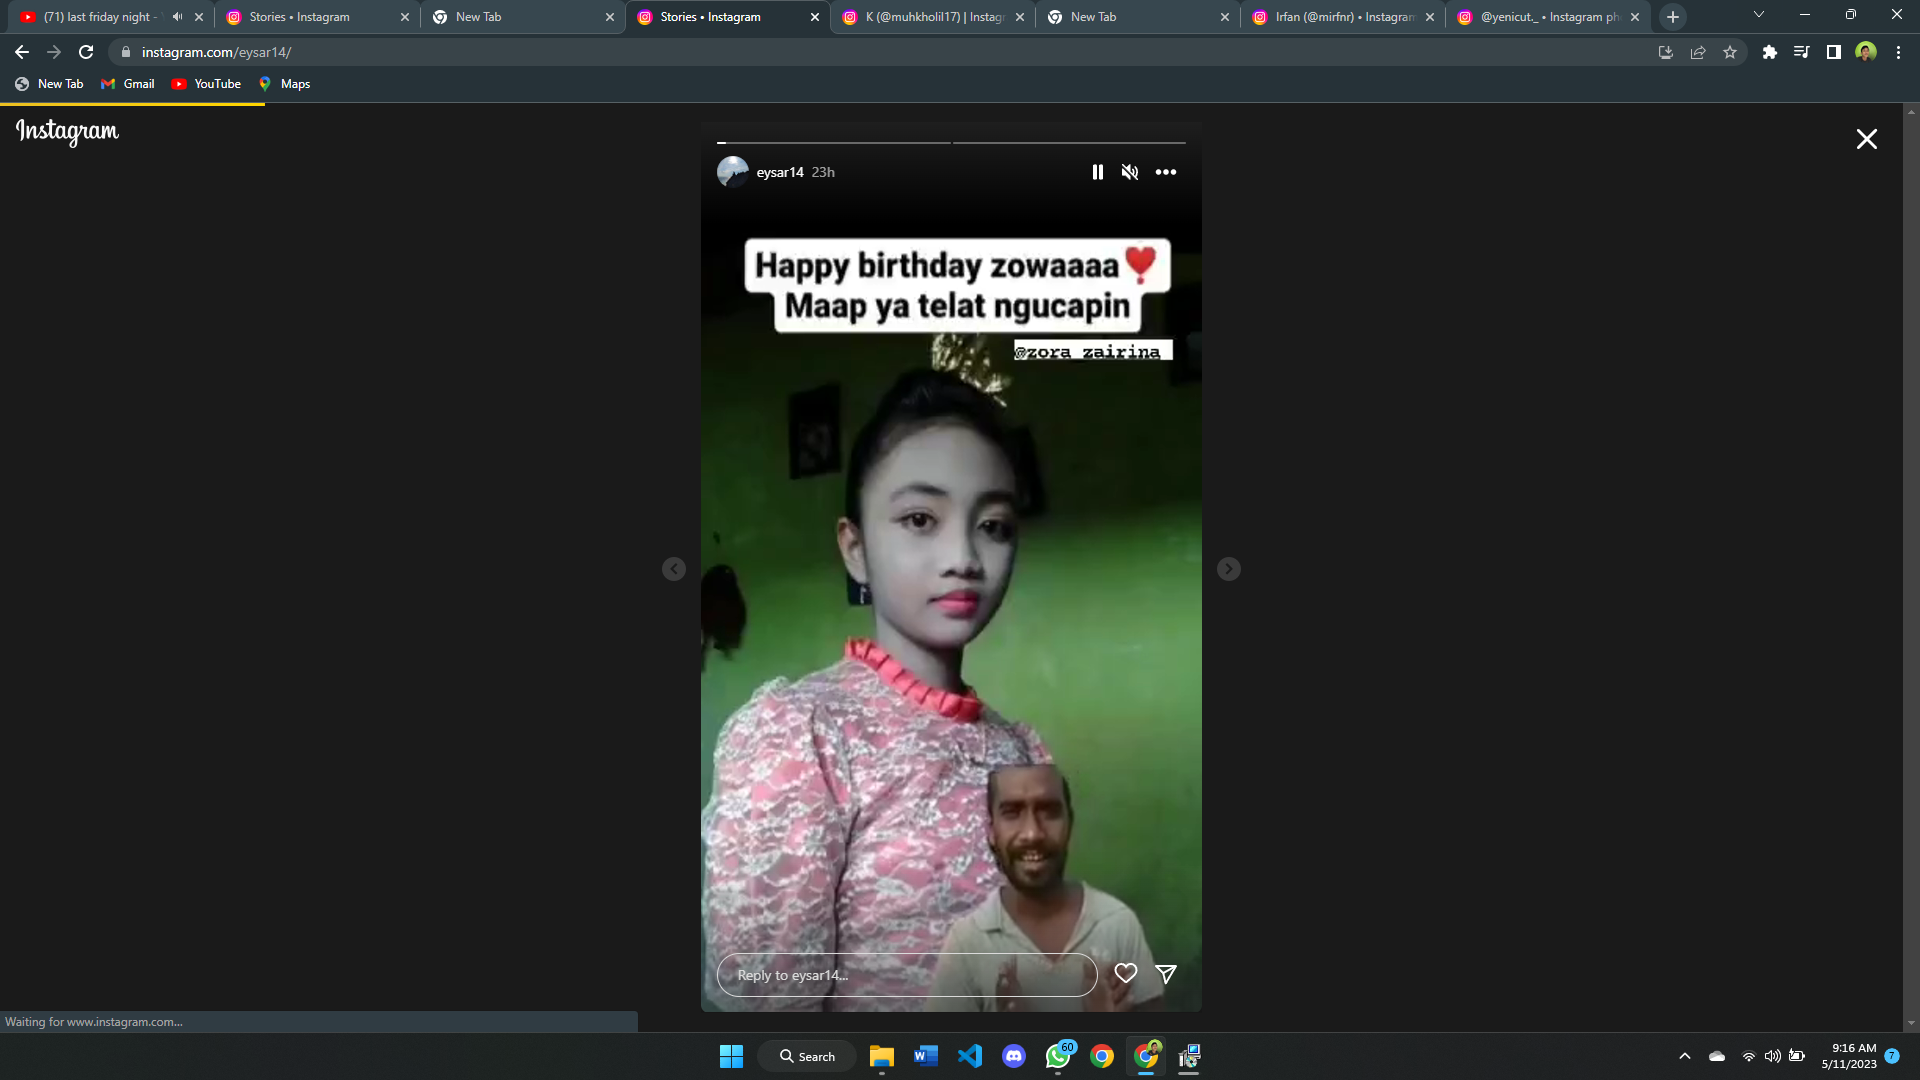 (71) last friday night -
Stories • Instagram
New Tab
Stories • Instagram
K (@muhkholil17) | Instagr
New Tab
Irfan (@mirfnr) • Instagram
@yenicut._ • Instagram ph
instagram.com/eysar14/
New Tab
Gmail
YouTube
Maps
Instagram
eysar14 23h
Happy birthday zowaaaa❣️
Maap ya telat ngucapin
@zora_zairina
Reply to eysar14...
Waiting for www.instagram.com...
Search
60
9:16 AM
5/11/2023
7